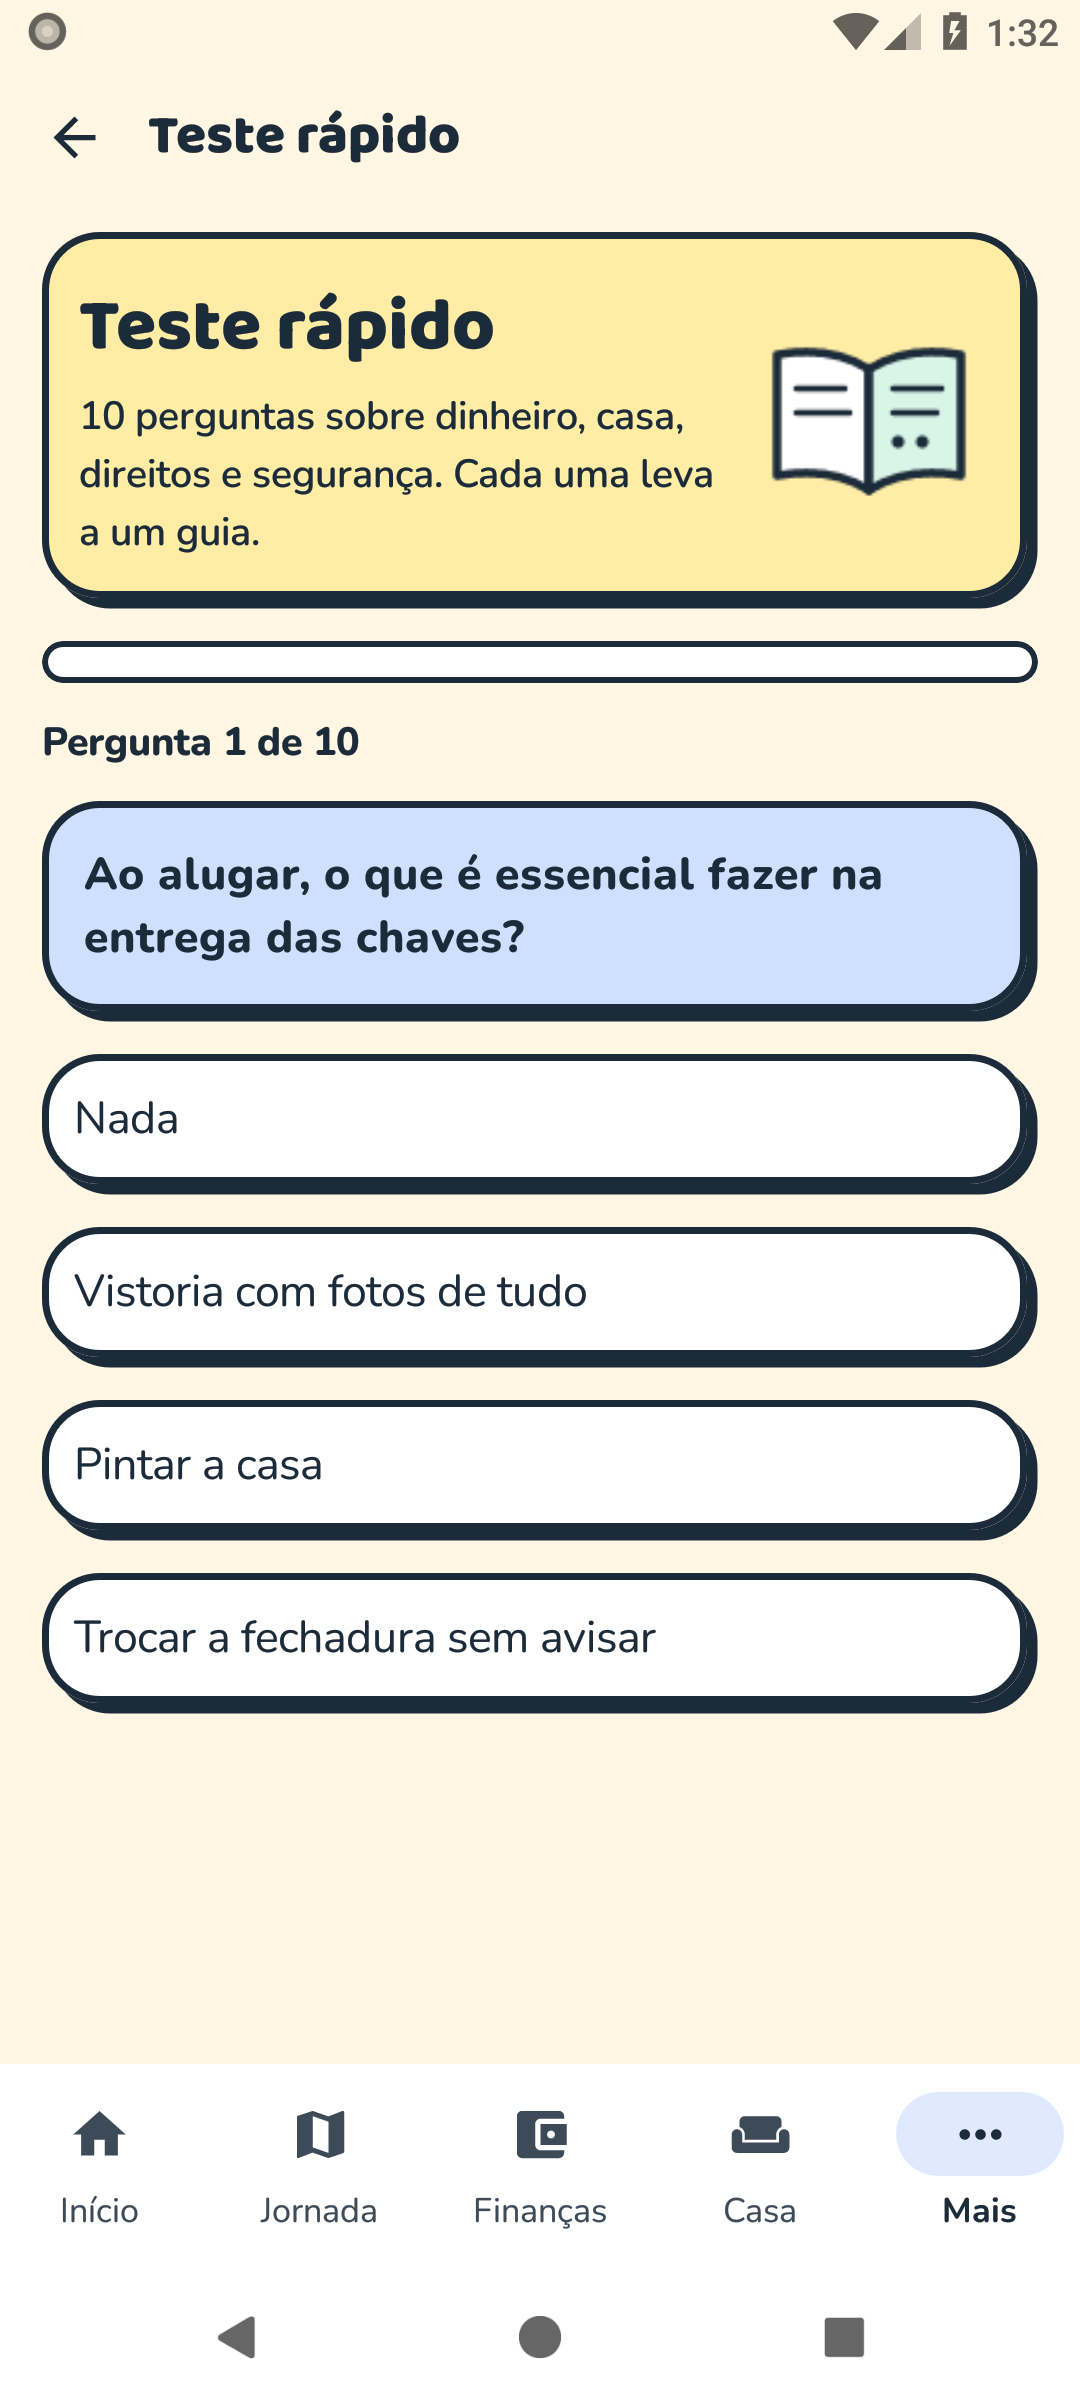 1:32
Teste rápido
Teste rápido
10 perguntas sobre dinheiro, casa,
direitos e segurança. Cada uma leva
a um guia.
Pergunta 1 de 10
Ao alugar, o que é essencial fazer na
entrega das chaves?
Nada
Vistoria com fotos de tudo
Pintar a casa
Trocar a fechadura sem avisar
Início
Jornada
Finanças
Casa
Mais